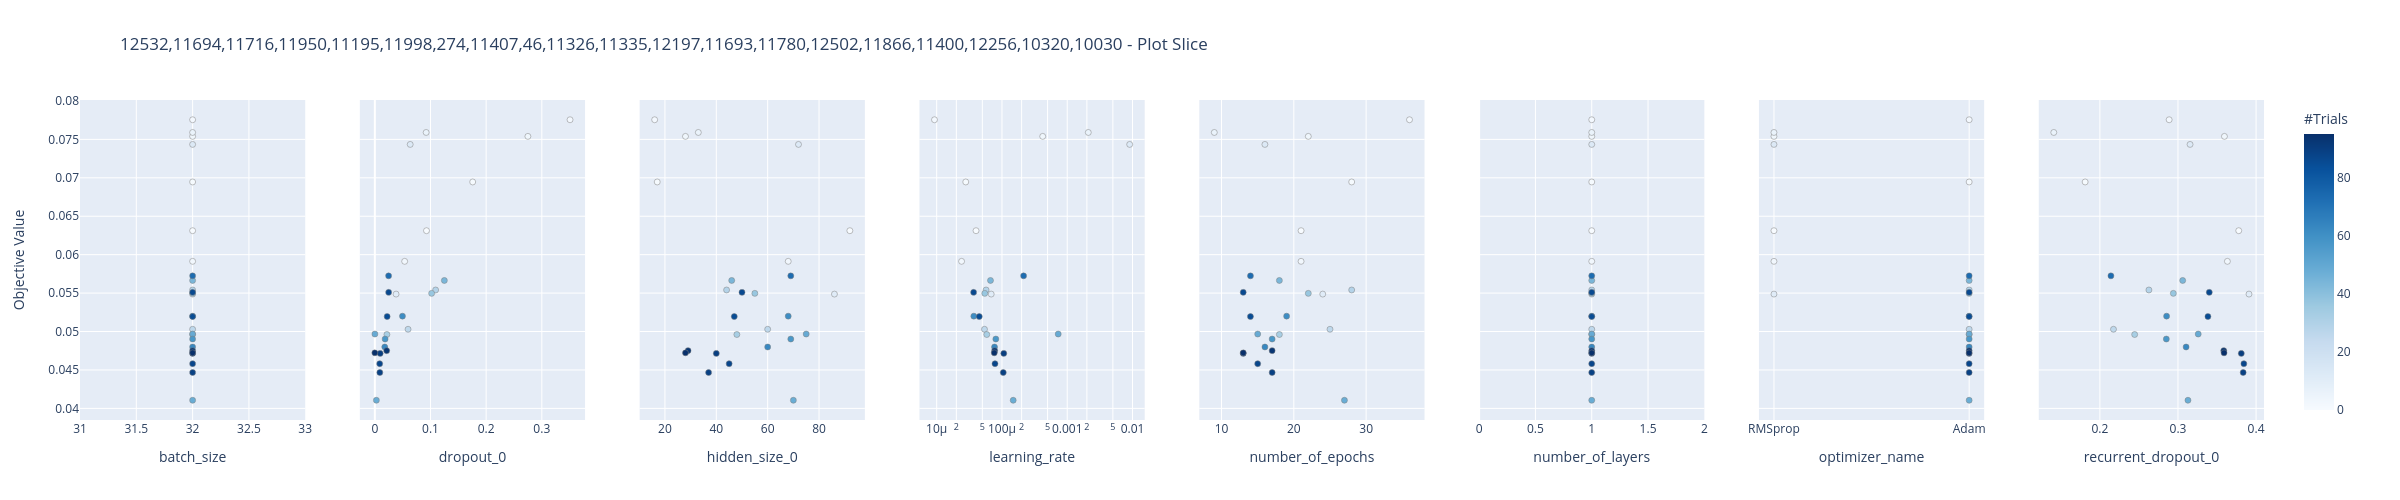 12532,11694,11716,11950,11195,11998,274,11407,46,11326,11335,12197,11693,11780,12502,11866,11400,12256,10320,10030 - Plot Slice
#Trials
0.08
0.075
0.07
0.065
0.06
0.055
0.05
0.045
0.04
Objective Value
80
60
40
20
0
31 31.5 32 32.5 33
0 0.1 0.2 0.3
20 40 60 80
10μ 2 5 100μ 2 5 0.001 2 5 0.01
10 20 30
0 0.5 1 1.5 2
RMSprop Adam
0.2 0.3 0.4
batch_size
dropout_0
hidden_size_0
learning_rate
number_of_epochs
number_of_layers
optimizer_name
recurrent_dropout_0